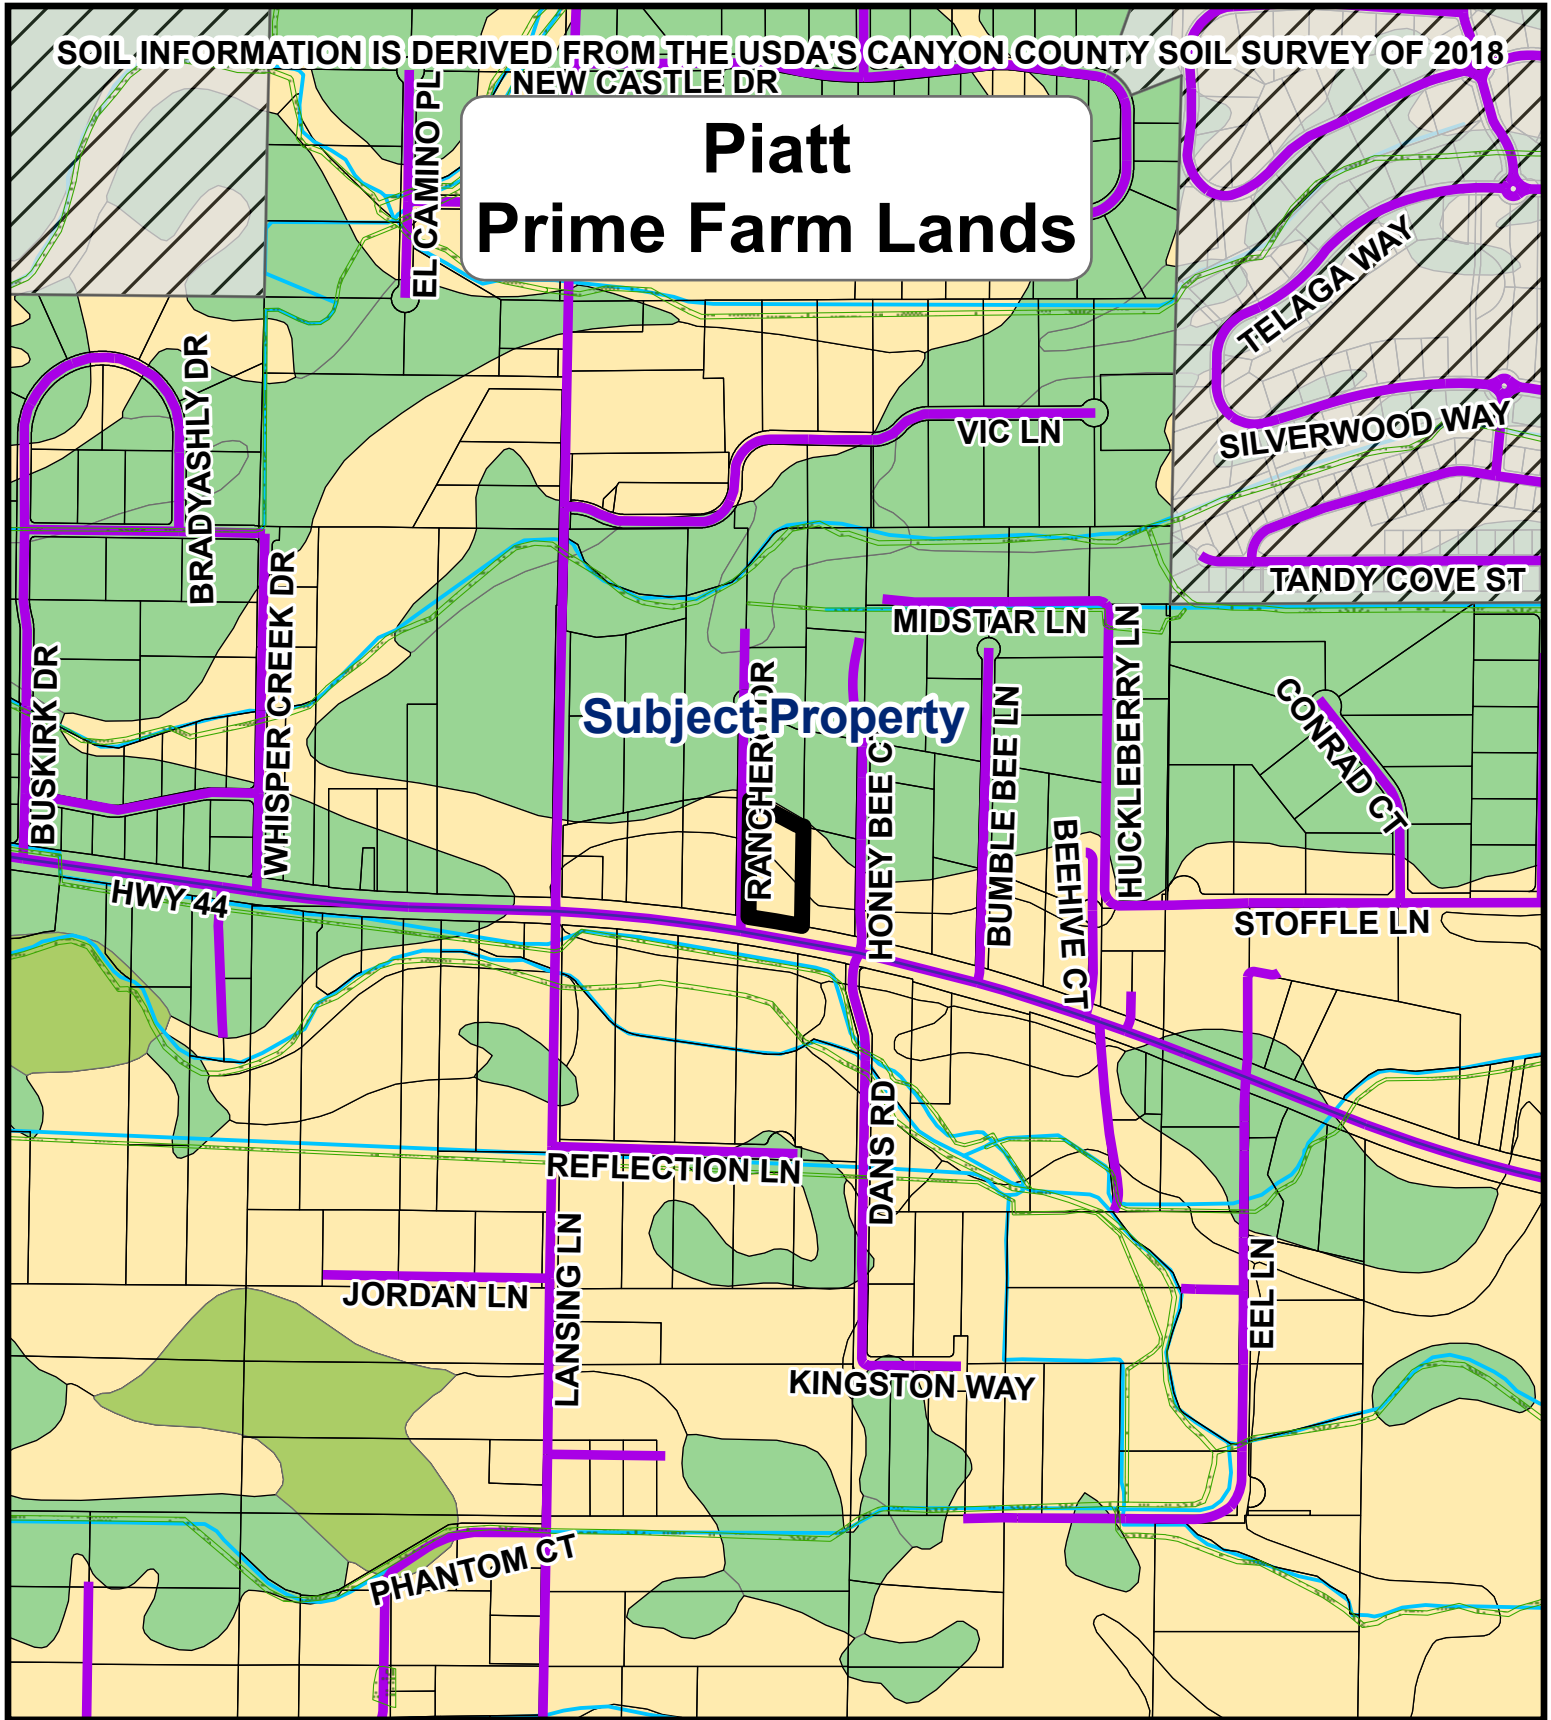 SOIL INFORMATION IS DERIVED FROM THE USDA'S CANYON COUNTY SOIL SURVEY OF 2018
NEW CASTLE DR
Piatt
Prime Farm Lands
EL CAMINO PL
TELAGA WAY
BRADYASHLY DR
VIC LN
SILVERWOOD WAY
TANDY COVE ST
MIDSTAR LN
WHISPER CREEK DR
BUSKIRK DR
HUCKLEBERRY LN
Subject Property
RANCHERO DR
HONEY BEE CT
BUMBLE BEE LN
CONRAD CT
BEEHIVE CT
HWY 44
STOFFLE LN
DANS RD
REFLECTION LN
LANSING LN
EEL LN
JORDAN LN
KINGSTON WAY
PHANTOM CT